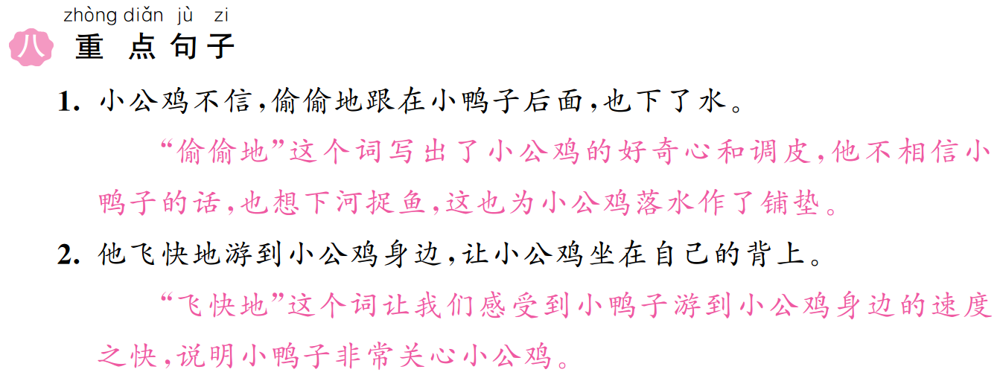 zhòng diǎn jù zi
八 重点句子
1. 小公鸡不信,偷偷地跟在小鸭子后面,也下了水。
“偷偷地”这个词写出了小公鸡的好奇心和调皮,他不相信小
鸭子的话,也想下河捉鱼,这也为小公鸡落水作了铺垫。
2. 他飞快地游到小公鸡身边,让小公鸡坐在自己的背上。
“飞快地”这个词让我们感受到小鸭子游到小公鸡身边的速度
之快,说明小鸭子非常关心小公鸡。